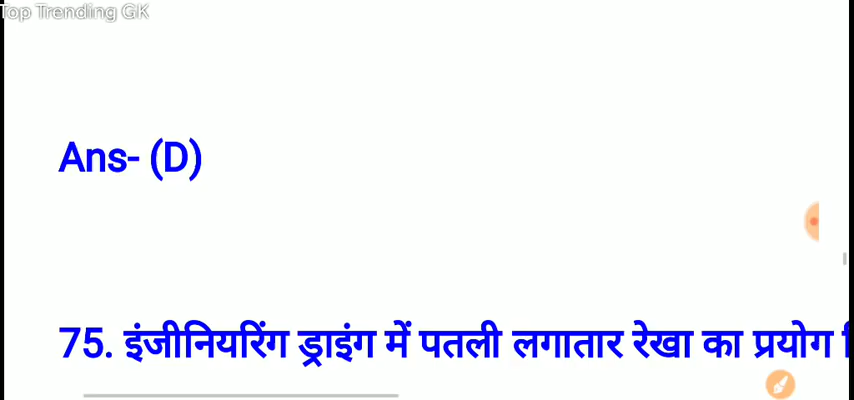 Top Trending GK
Ans- (D)
75. इंजीनियरिंग ड्राइंग में पतली लगातार रेखा का प्रयोग